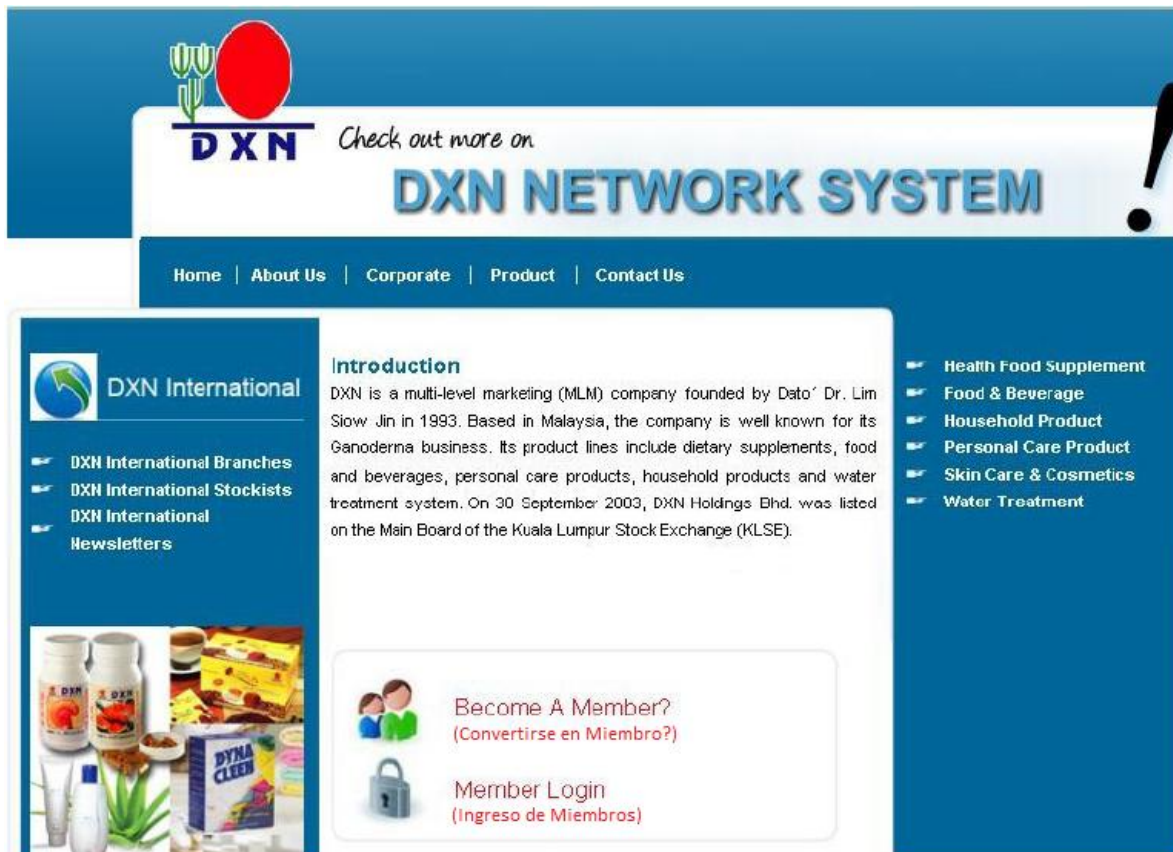 DXN
Check out more on
DXN NETWORK SYSTEM !
Home | About Us | Corporate | Product | Contact Us
DXN International
DXN International Branches
DXN International Stockists
DXN International
Newsletters
Introduction
DXN is a multi-level marketing (MLM) company founded by Dato´ Dr. Lim
Siow Jin in 1993. Based in Malaysia, the company is well known for its
Ganoderma business. Its product lines include dietary supplements, food
and beverages, personal care products, household products and water
treatment system. On 30 September 2003, DXN Holdings Bhd. was listed
on the Main Board of the Kuala Lumpur Stock Exchange (KLSE).
Health Food Supplement
Food & Beverage
Household Product
Personal Care Product
Skin Care & Cosmetics
Water Treatment
DXN
DXN
DYNA
CLEEN
Become A Member?
(Convertirse en Miembro?)
Member Login
(Ingreso de Miembros)